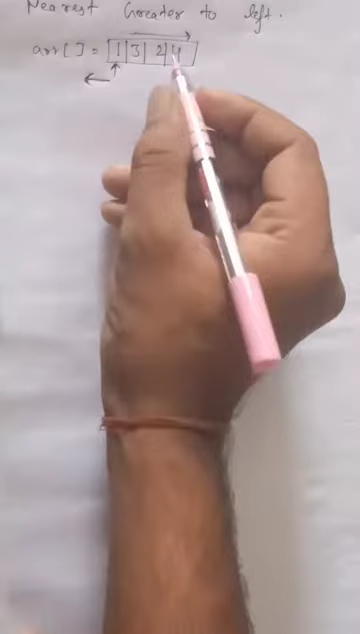 Nearest Greater to left.
arr[] = 1 3 2 4